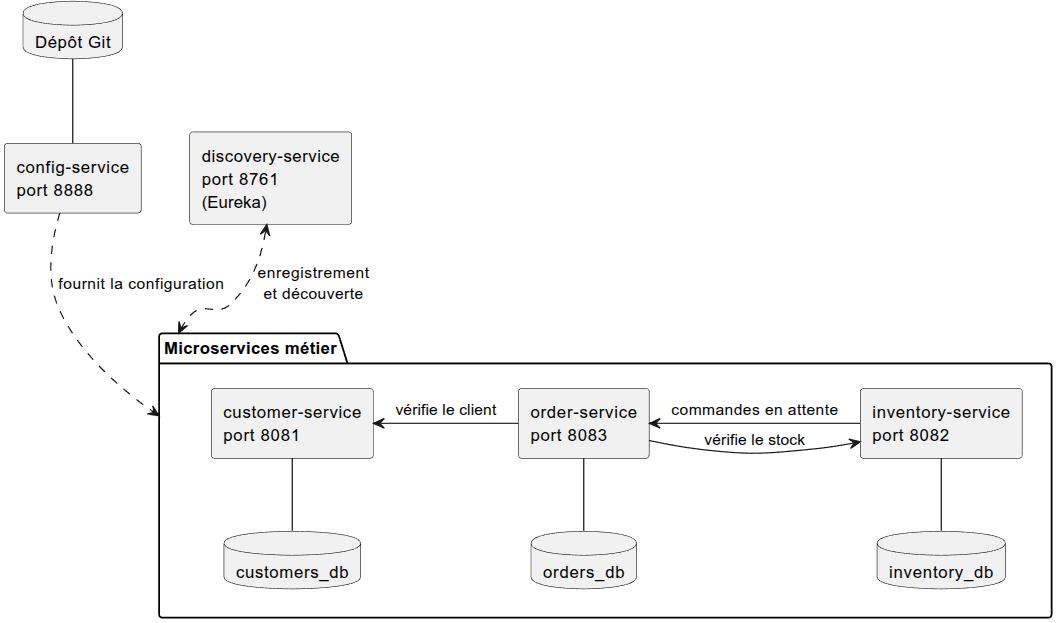 Dépôt Git
config-service
port 8888
discovery-service
port 8761
(Eureka)
fournit la configuration
enregistrement
et découverte
Microservices métier
customer-service
port 8081
vérifie le client
order-service
port 8083
commandes en attente
vérifie le stock
inventory-service
port 8082
customers_db
orders_db
inventory_db